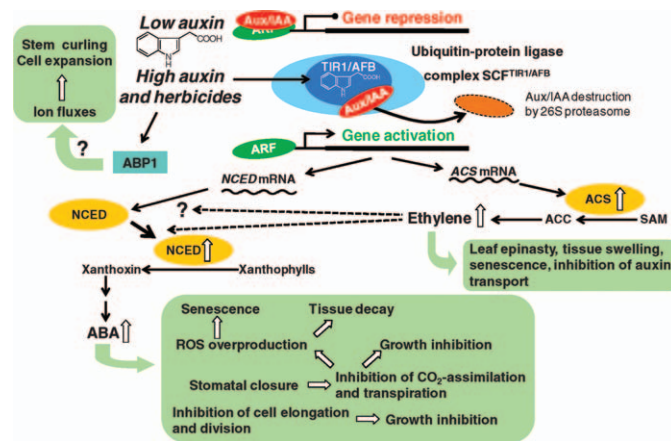 Low auxin
COOH
N
H
Aux/IAA
ARF
Gene repression
Stem curling
Cell expansion
Ion fluxes
High auxin
and herbicides
TIR1/AFB
COOH
N
H
Aux/IAA
Ubiquitin-protein ligase
complex SCFTIR1/AFB
Aux/IAA destruction
by 26S proteasome
?
ABP1
ARF
Gene activation
NCED mRNA
ACS mRNA
NCED
?
ACS
NCED
Ethylene
ACC
SAM
Xanthoxin
Xanthophylls
Leaf epinasty, tissue swelling,
senescence, inhibition of auxin
transport
ABA
Senescence
Tissue decay
ROS overproduction
Growth inhibition
Stomatal closure
Inhibition of CO2-assimilation
and transpiration
Inhibition of cell elongation
and division
Growth inhibition